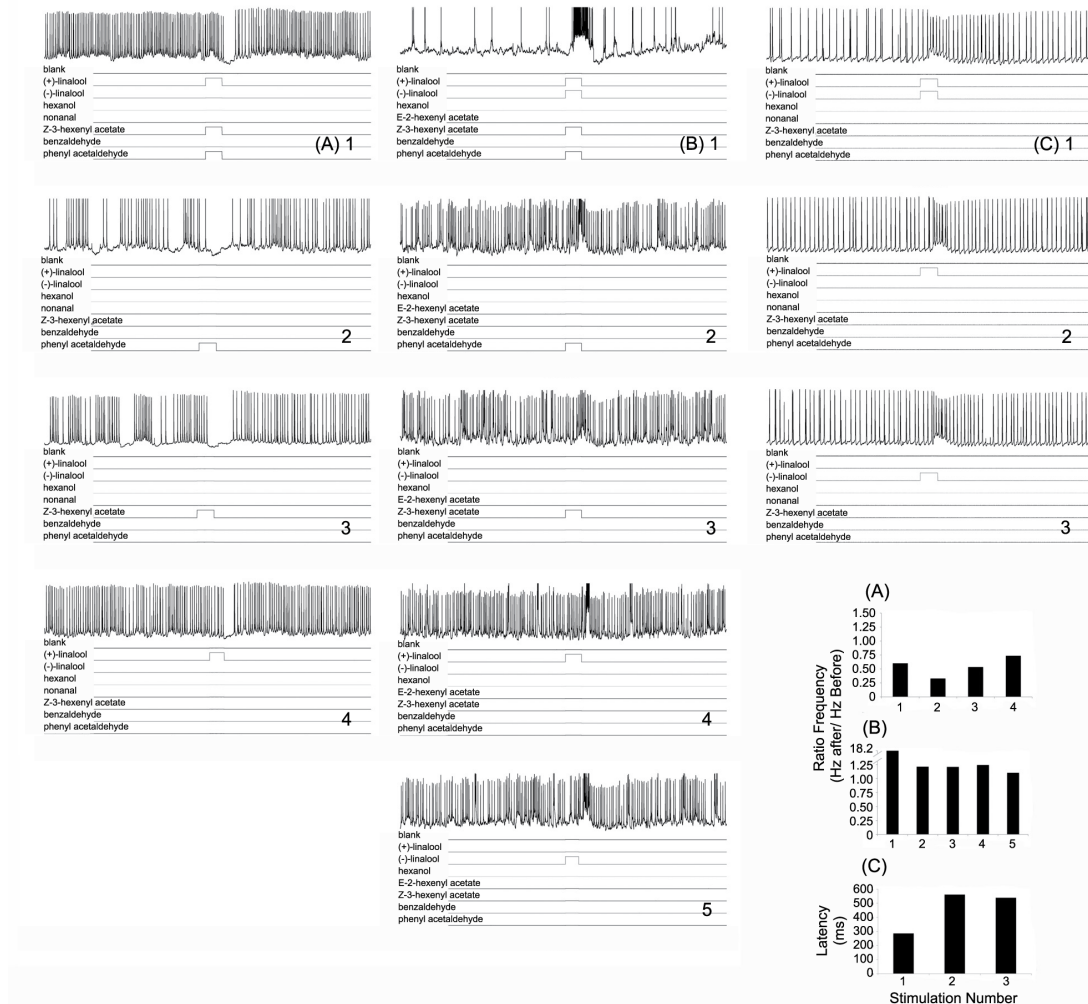 blank
(+)-linalool
(-)-linalool
hexanol
nonanal
Z-3-hexenyl acetate
benzaldehyde
phenyl acetaldehyde
(A) 1
blank
(+)-linalool
(-)-linalool
hexanol
E-2-hexenyl acetate
Z-3-hexenyl acetate
benzaldehyde
phenyl acetaldehyde
(B) 1
blank
(+)-linalool
(-)-linalool
hexanol
nonanal
Z-3-hexenyl acetate
benzaldehyde
phenyl acetaldehyde
(C) 1
blank
(+)-linalool
(-)-linalool
hexanol
nonanal
Z-3-hexenyl acetate
benzaldehyde
phenyl acetaldehyde
2
blank
(+)-linalool
(-)-linalool
hexanol
E-2-hexenyl acetate
Z-3-hexenyl acetate
benzaldehyde
phenyl acetaldehyde
2
blank
(+)-linalool
(-)-linalool
hexanol
nonanal
Z-3-hexenyl acetate
benzaldehyde
phenyl acetaldehyde
2
blank
(+)-linalool
(-)-linalool
hexanol
nonanal
Z-3-hexenyl acetate
benzaldehyde
phenyl acetaldehyde
3
blank
(+)-linalool
(-)-linalool
hexanol
E-2-hexenyl acetate
Z-3-hexenyl acetate
benzaldehyde
phenyl acetaldehyde
3
blank
(+)-linalool
(-)-linalool
hexanol
nonanal
Z-3-hexenyl acetate
benzaldehyde
phenyl acetaldehyde
3
blank
(+)-linalool
(-)-linalool
hexanol
nonanal
Z-3-hexenyl acetate
benzaldehyde
phenyl acetaldehyde
4
blank
(+)-linalool
(-)-linalool
hexanol
E-2-hexenyl acetate
Z-3-hexenyl acetate
benzaldehyde
phenyl acetaldehyde
4
blank
(+)-linalool
(-)-linalool
hexanol
E-2-hexenyl acetate
Z-3-hexenyl acetate
benzaldehyde
phenyl acetaldehyde
5
(A)
1.50
1.25
1.00
0.75
0.50
0.25
0
1 2 3 4
Ratio Frequency
(Hz after/ Hz Before)
(B)
18.2
1.25
1.00
0.75
0.50
0.25
0
1 2 3 4 5
(C)
Latency
(ms)
600
500
400
300
200
100
0
1 2 3
Stimulation Number